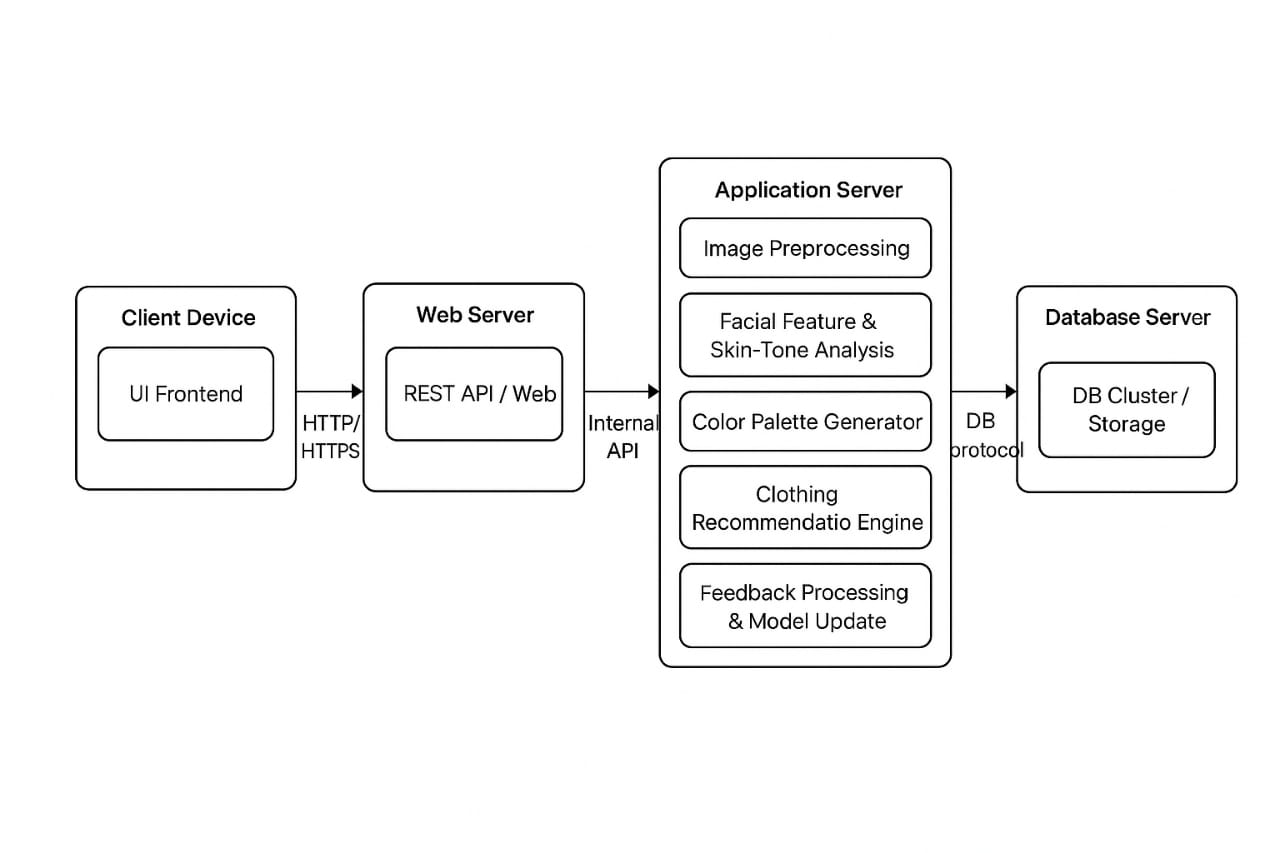 Client Device
UI Frontend
HTTP/
HTTPS
Web Server
REST API / Web
Internal
API
Application Server
Image Preprocessing
Facial Feature &
Skin-Tone Analysis
Color Palette Generator
Clothing
Recommendatio Engine
Feedback Processing
& Model Update
DB
protocol
Database Server
DB Cluster /
Storage